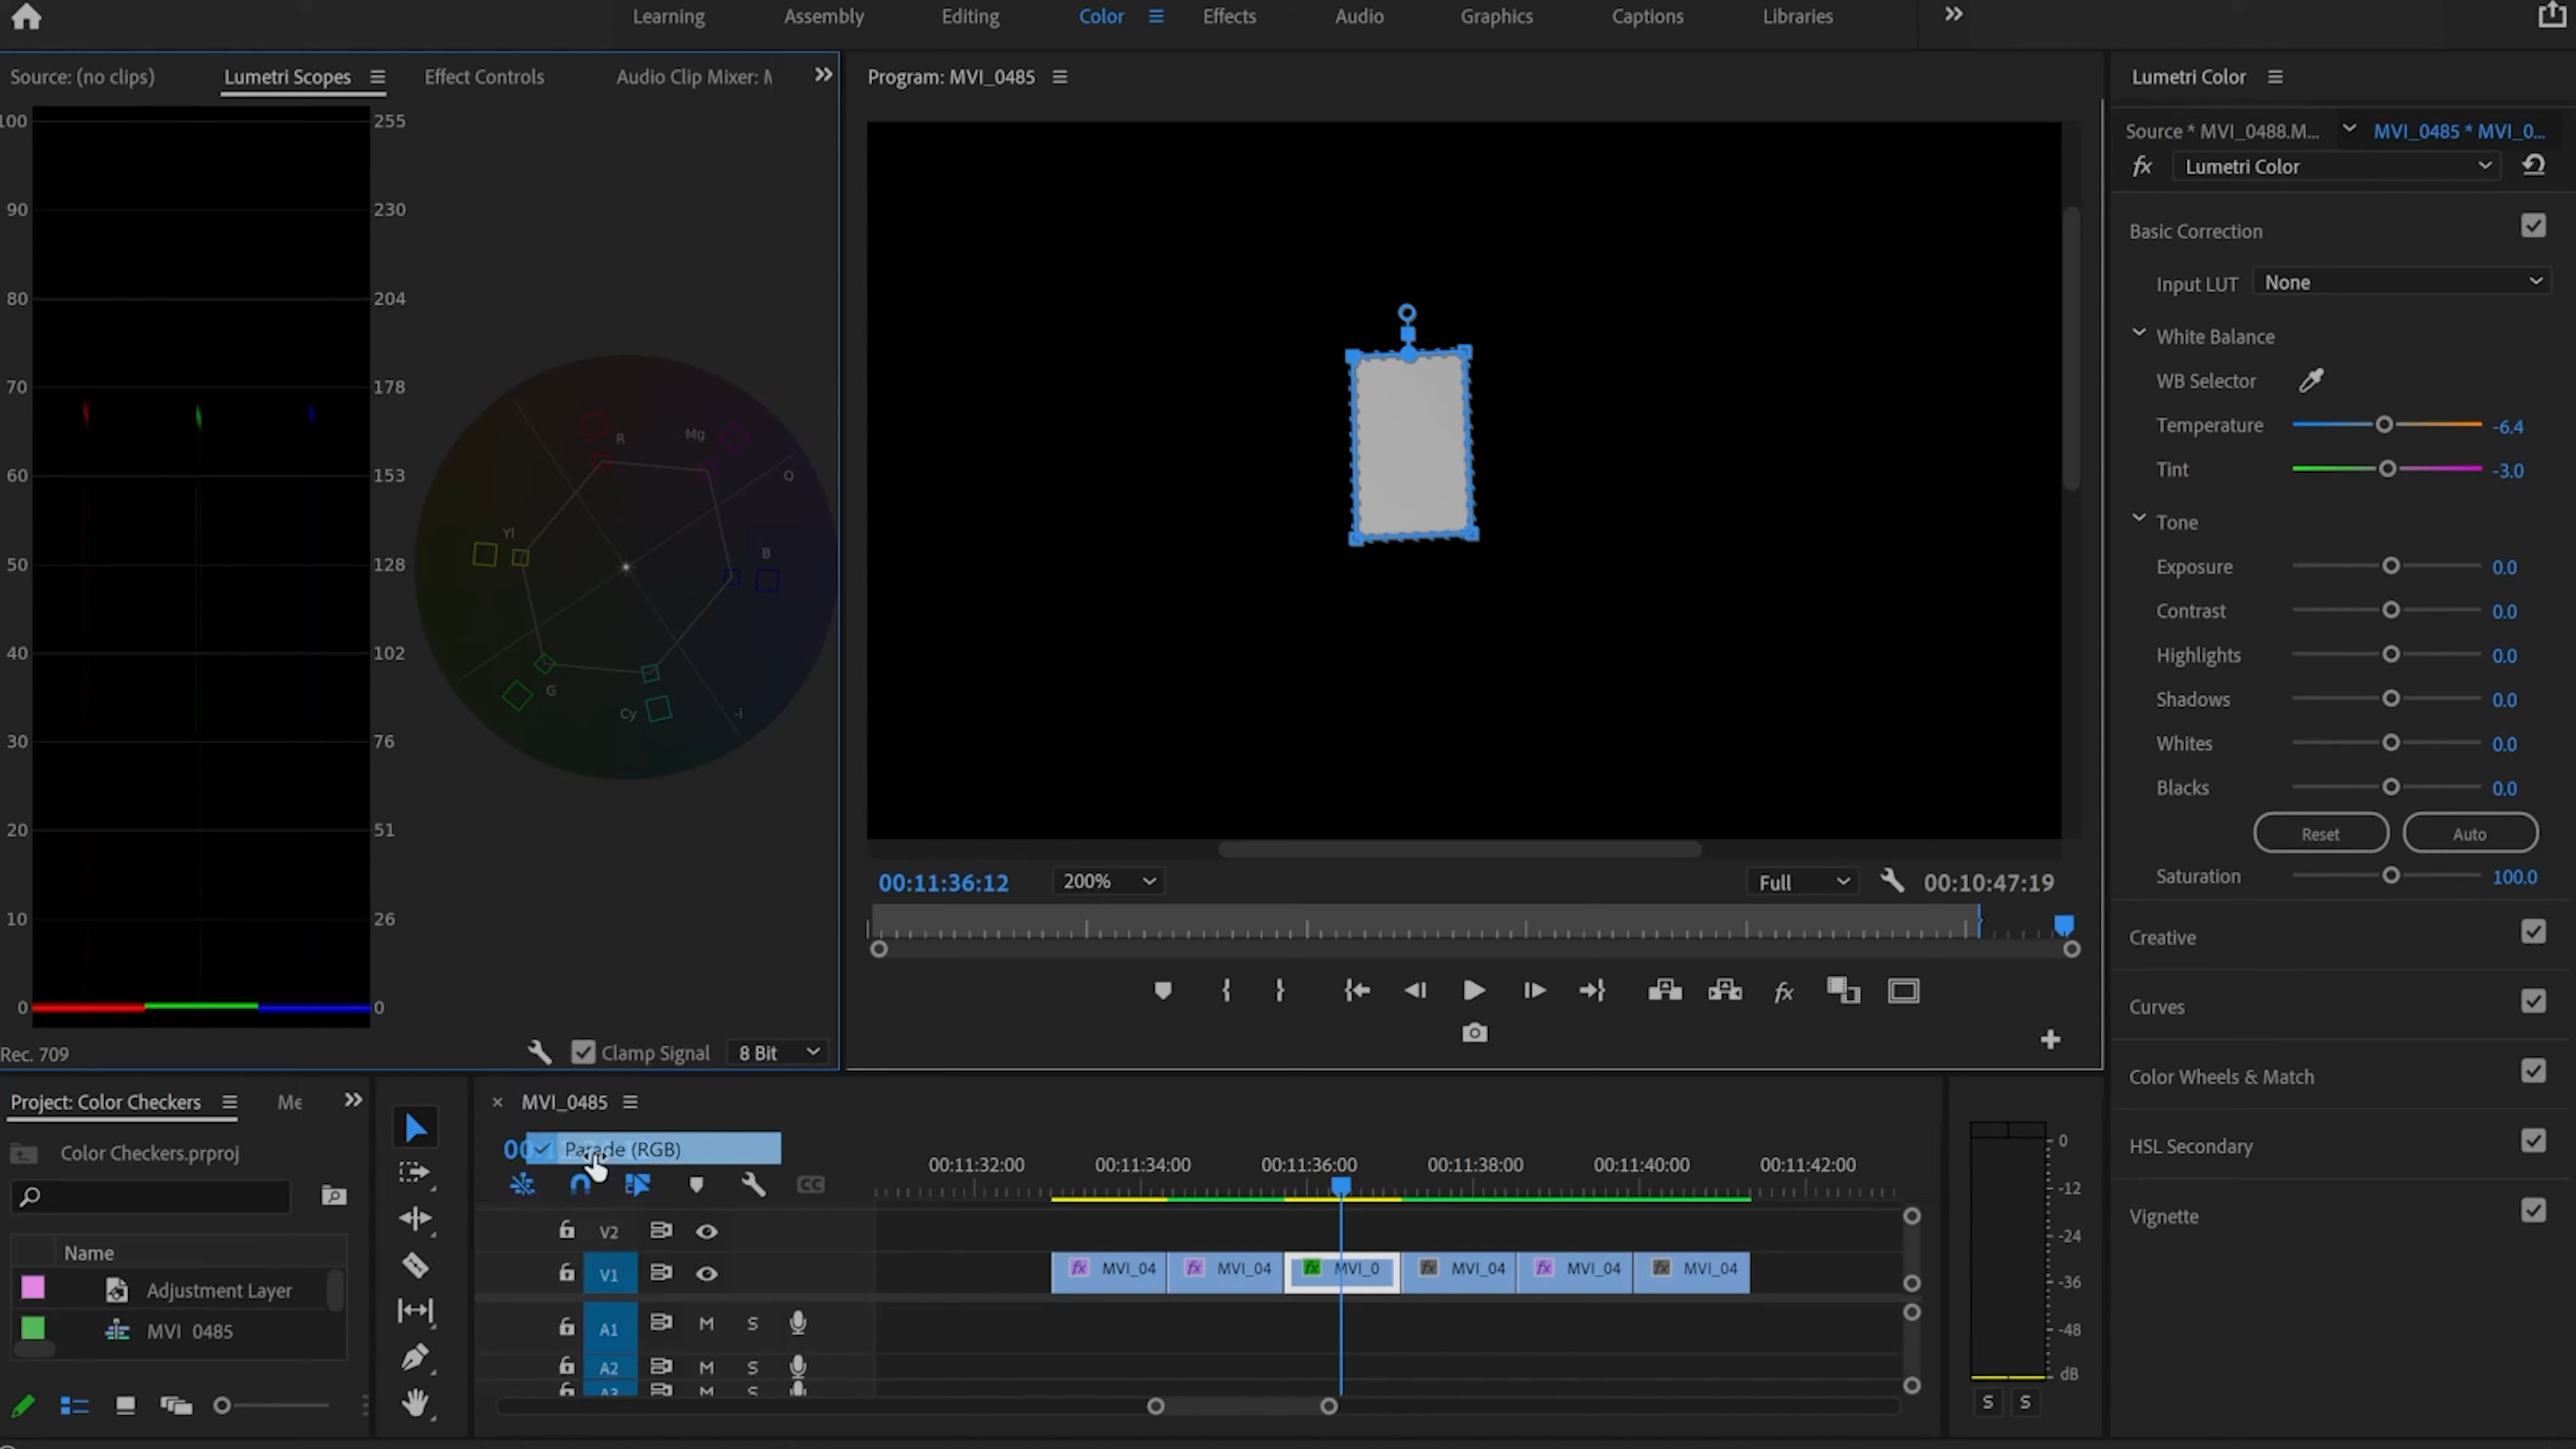 Learning
Assembly
Editing
Color
Effects
Audio
Graphics
Captions
Libraries
Source: (no clips)
Lumetri Scopes
Effect Controls
Audio Clip Mixer: M
Program: MVI_0485
Lumetri Color
Source * MVI_0488.M...
MVI_0485 * MVI_0...
fx
Lumetri Color
Basic Correction
Input LUT
None
White Balance
WB Selector
Temperature
-6.4
Tint
-3.0
Tone
Exposure
0.0
Contrast
0.0
Highlights
0.0
Shadows
0.0
Whites
0.0
Blacks
0.0
Reset
Auto
Saturation
100.0
Creative
Curves
Color Wheels & Match
HSL Secondary
Vignette
100
90
80
70
60
50
40
30
20
10
0
255
230
204
178
153
128
102
76
51
26
0
R
Mg
Q
B
Yl
G
Cy
-i
Rec. 709
Clamp Signal
8 Bit
00:11:36:12
200%
Full
00:10:47:19
fx
Project: Color Checkers
Me
Color Checkers.prproj
Name
Adjustment Layer
MVI_0485
MVI_0485
Parade (RGB)
00:11:32:00
00:11:34:00
00:11:36:00
00:11:38:00
00:11:40:00
00:11:42:00
CC
V2
V1
fx MVI_04
fx MVI_04
fx MVI_0
fx MVI_04
fx MVI_04
fx MVI_04
A1
M
S
A2
M
S
A3
M
S
0
-12
-24
-36
-48
dB
S
S